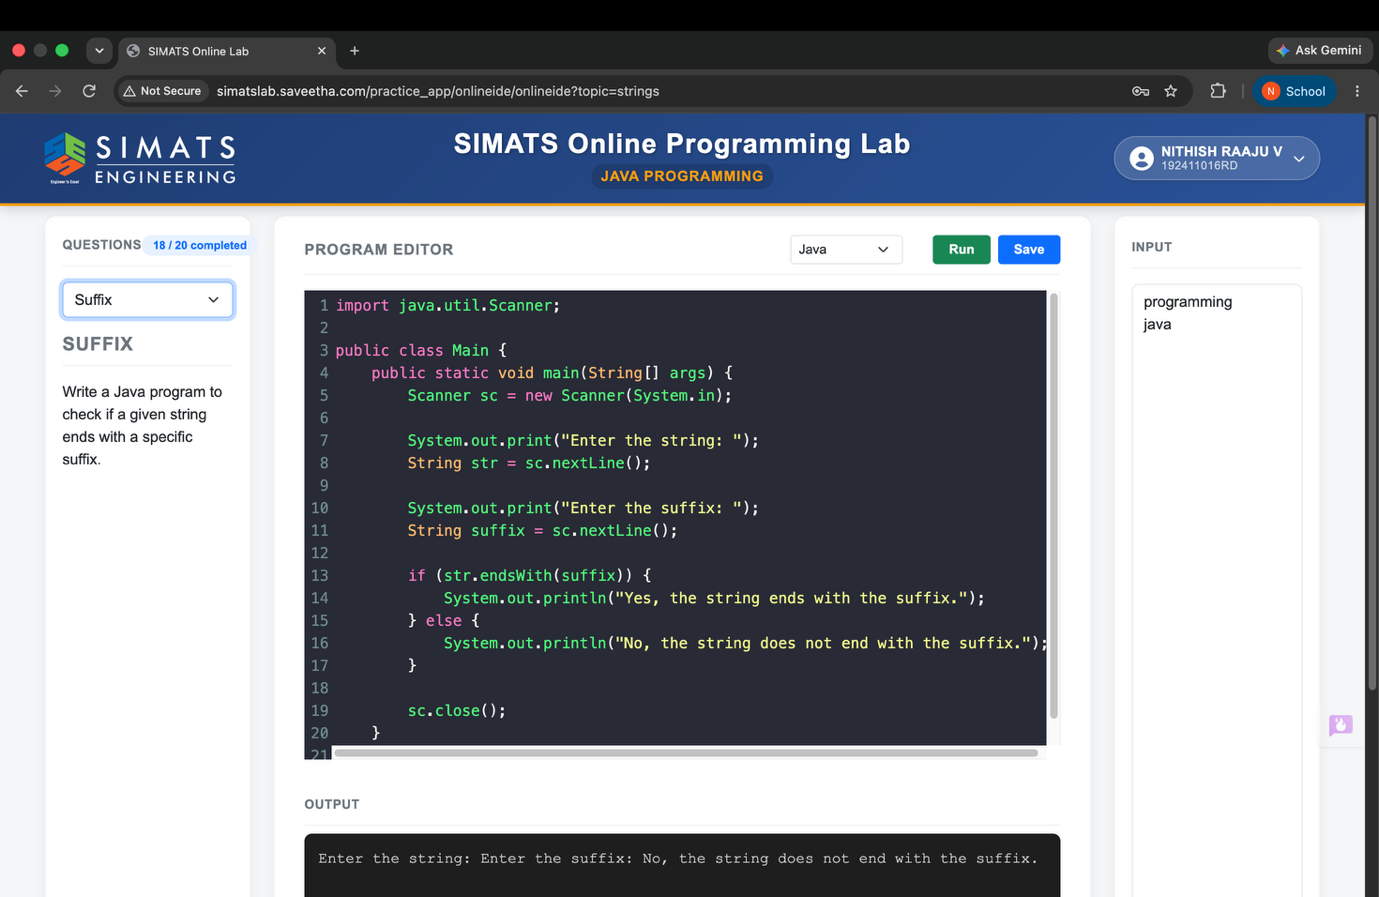 SIMATS Online Lab
Ask Gemini
Not Secure
simatslab.saveetha.com/practice_app/onlineide/onlineide?topic=strings
N School
SIMATS
ENGINEERING
Engineer to Excel
SIMATS Online Programming Lab
JAVA PROGRAMMING
NITHISH RAAJU V
192411016RD
QUESTIONS 18 / 20 completed
Suffix
SUFFIX
Write a Java program to
check if a given string
ends with a specific
suffix.
PROGRAM EDITOR
Java
Run
Save
1 import java.util.Scanner;
2
3 public class Main {
4     public static void main(String[] args) {
5         Scanner sc = new Scanner(System.in);
6
7         System.out.print("Enter the string: ");
8         String str = sc.nextLine();
9
10         System.out.print("Enter the suffix: ");
11         String suffix = sc.nextLine();
12
13         if (str.endsWith(suffix)) {
14             System.out.println("Yes, the string ends with the suffix.");
15         } else {
16             System.out.println("No, the string does not end with the suffix.");
17         }
18
19         sc.close();
20     }
21
OUTPUT
Enter the string: Enter the suffix: No, the string does not end with the suffix.
INPUT
programming
java